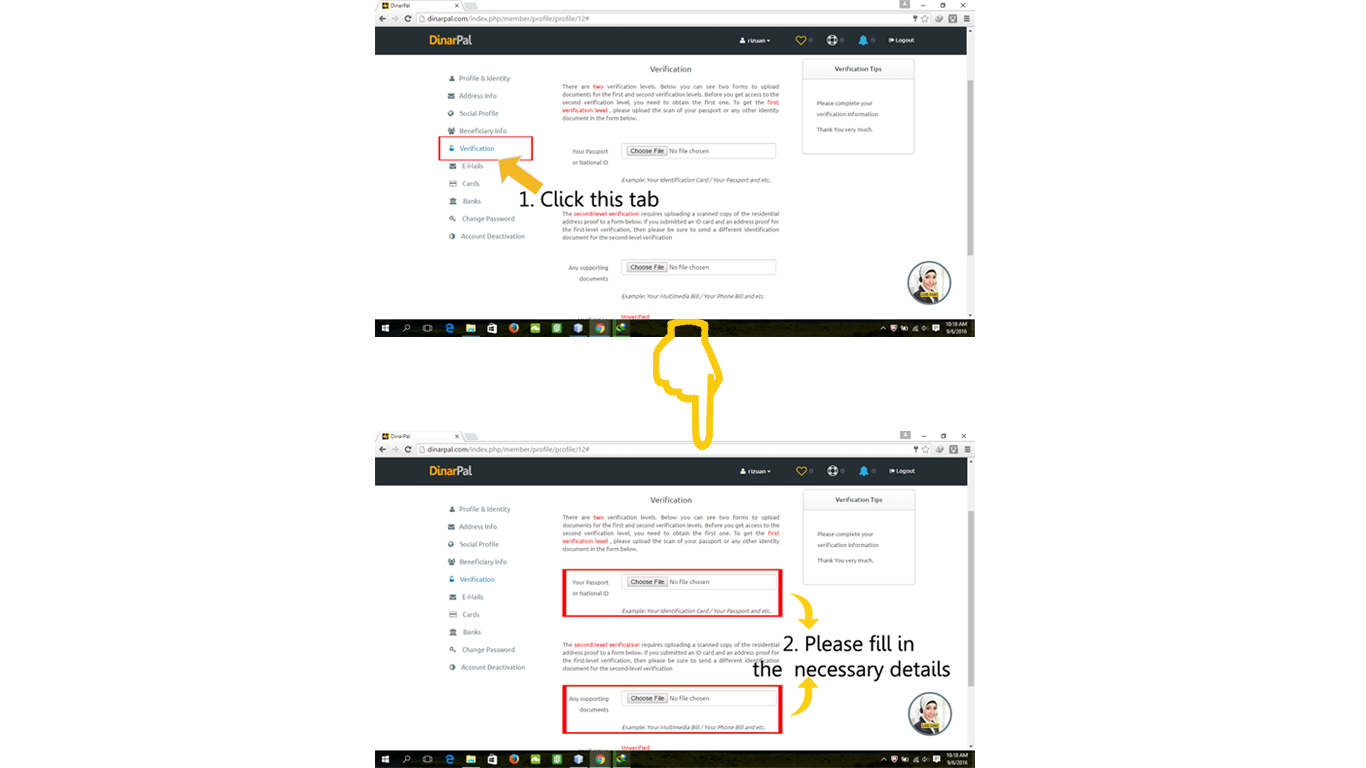 DinarPal
dinarpal.com/index.php/member/profile/profile/12#
DinarPal
rizuan
0
0
0
Logout
Profile & Identity
Address Info
Social Profile
Beneficiary Info
Verification
E-Mails
Cards
Banks
Change Password
Account Deactivation
1. Click this tab
Verification
There are two verification levels. Below you can see two forms to upload
documents for the first and second verification levels. Before you get access to the
second verification level, you need to obtain the first one. To get the first
verification level , please upload the scan of your passport or any other identity
document in the form below.
Your Passport
or National ID
Choose File No file chosen
Example: Your Identification Card / Your Passport and etc.
The second-level verification requires uploading a scanned copy of the residential
address proof to a form below. If you submitted an ID card and an address proof for
the first-level verification, then please be sure to send a different identification
document for the second-level verification
Any supporting
documents
Choose File No file chosen
Example: Your Multimedia Bill / Your Phone Bill and etc.
Unverified
Verification Tips
Please complete your
verification information
Thank You very much.
LIVE CHAT
10:18 AM
9/6/2016
DinarPal
dinarpal.com/index.php/member/profile/profile/12#
DinarPal
rizuan
0
0
0
Logout
Profile & Identity
Address Info
Social Profile
Beneficiary Info
Verification
E-Mails
Cards
Banks
Change Password
Account Deactivation
Verification
There are two verification levels. Below you can see two forms to upload
documents for the first and second verification levels. Before you get access to the
second verification level, you need to obtain the first one. To get the first
verification level , please upload the scan of your passport or any other identity
document in the form below.
Your Passport
or National ID
Choose File No file chosen
Example: Your Identification Card / Your Passport and etc.
The second-level verification requires uploading a scanned copy of the residential
address proof to a form below. If you submitted an ID card and an address proof for
the first-level verification, then please be sure to send a different identification
document for the second-level verification
Any supporting
documents
Choose File No file chosen
Example: Your Multimedia Bill / Your Phone Bill and etc.
Unverified
Verification Tips
Please complete your
verification information
Thank You very much.
2. Please fill in
the necessary details
LIVE CHAT
10:18 AM
9/6/2016